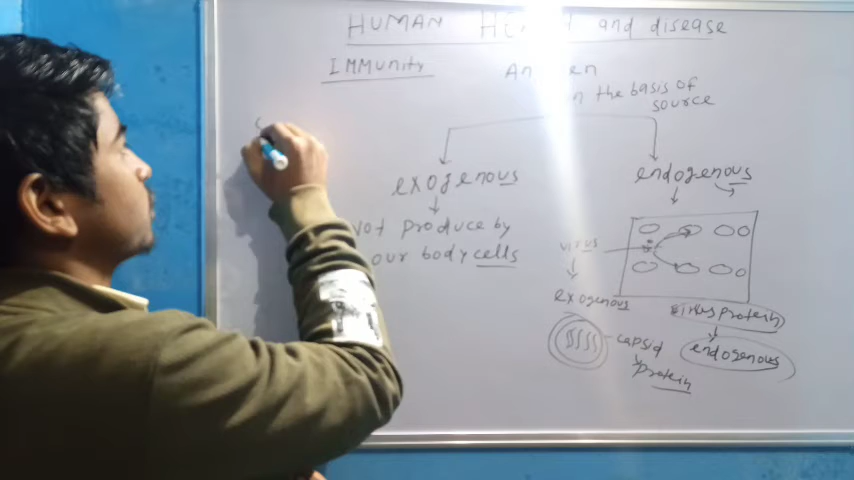 HUMAN and disease
IMMUnity
the basis of
source
exogenous
endogenous
Not produce by
our body cells
virus
exogenous
capsid
protein
protein
endogenous